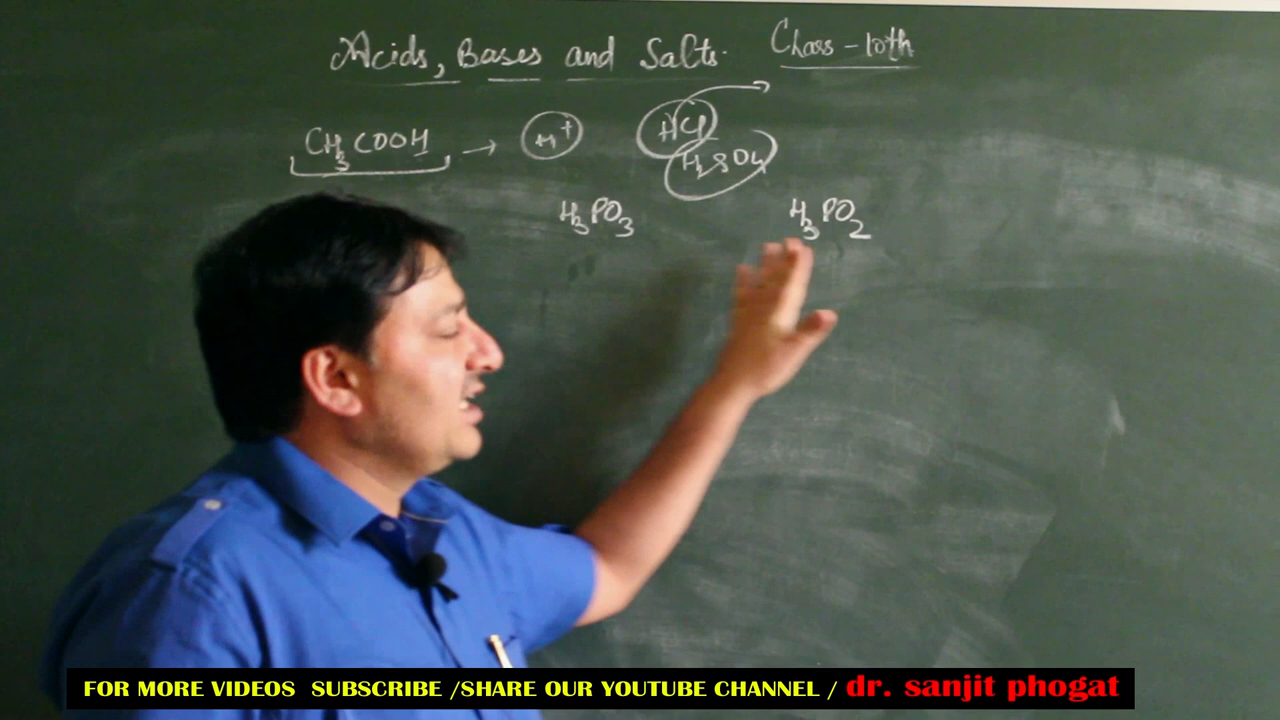 Acids, Bases and Salts. Class-10th
CH3COOH → H+ HCl
H2SO4
H3PO3 H3PO2
FOR MORE VIDEOS SUBSCRIBE /SHARE OUR YOUTUBE CHANNEL / dr. sanjit phogat